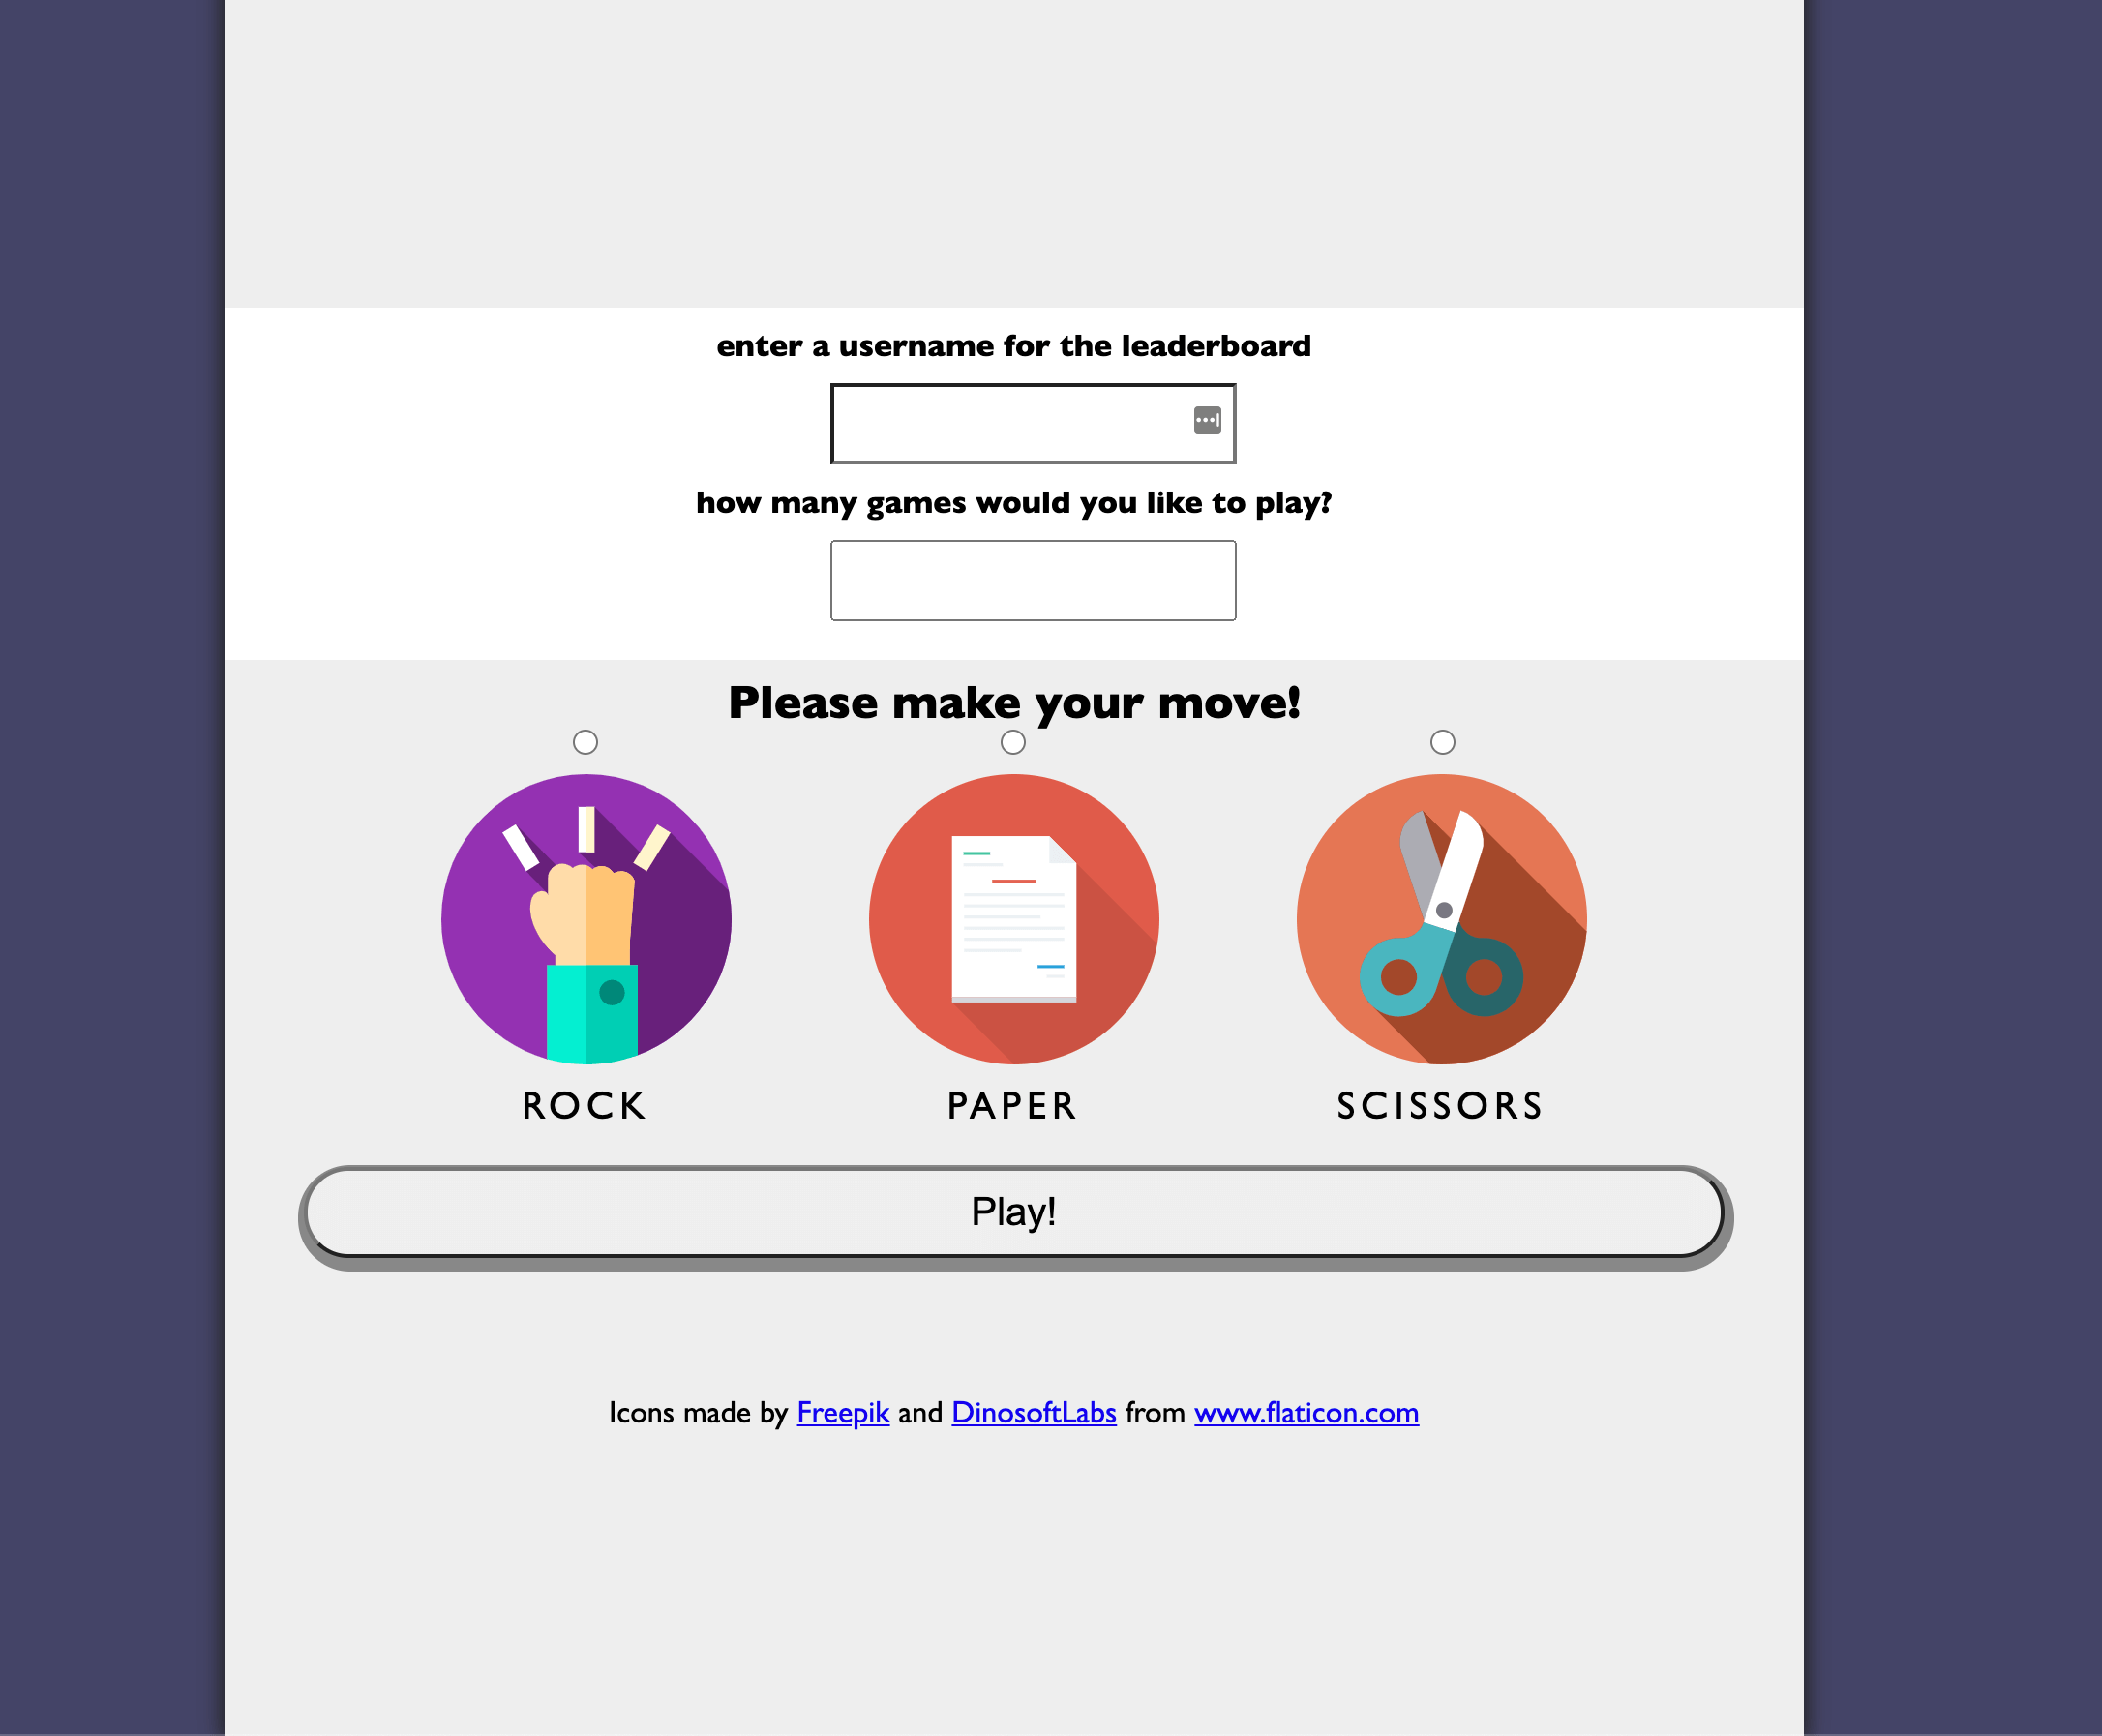 enter a username for the leaderboard
how many games would you like to play?
Please make your move!
ROCK
PAPER
SCISSORS
Play!
Icons made by Freepik and DinosoftLabs from www.flaticon.com